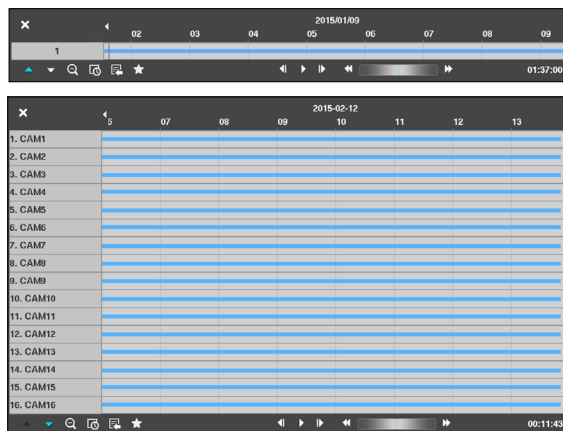 2015/01/09
02 03 04 05 06 07 08 09
1
01:37:00
2015-02-12
6 07 08 09 10 11 12 13
1. CAM1
2. CAM2
3. CAM3
4. CAM4
5. CAM5
6. CAM6
7. CAM7
8. CAM8
9. CAM9
10. CAM10
11. CAM11
12. CAM12
13. CAM13
14. CAM14
15. CAM15
16. CAM16
00:11:43